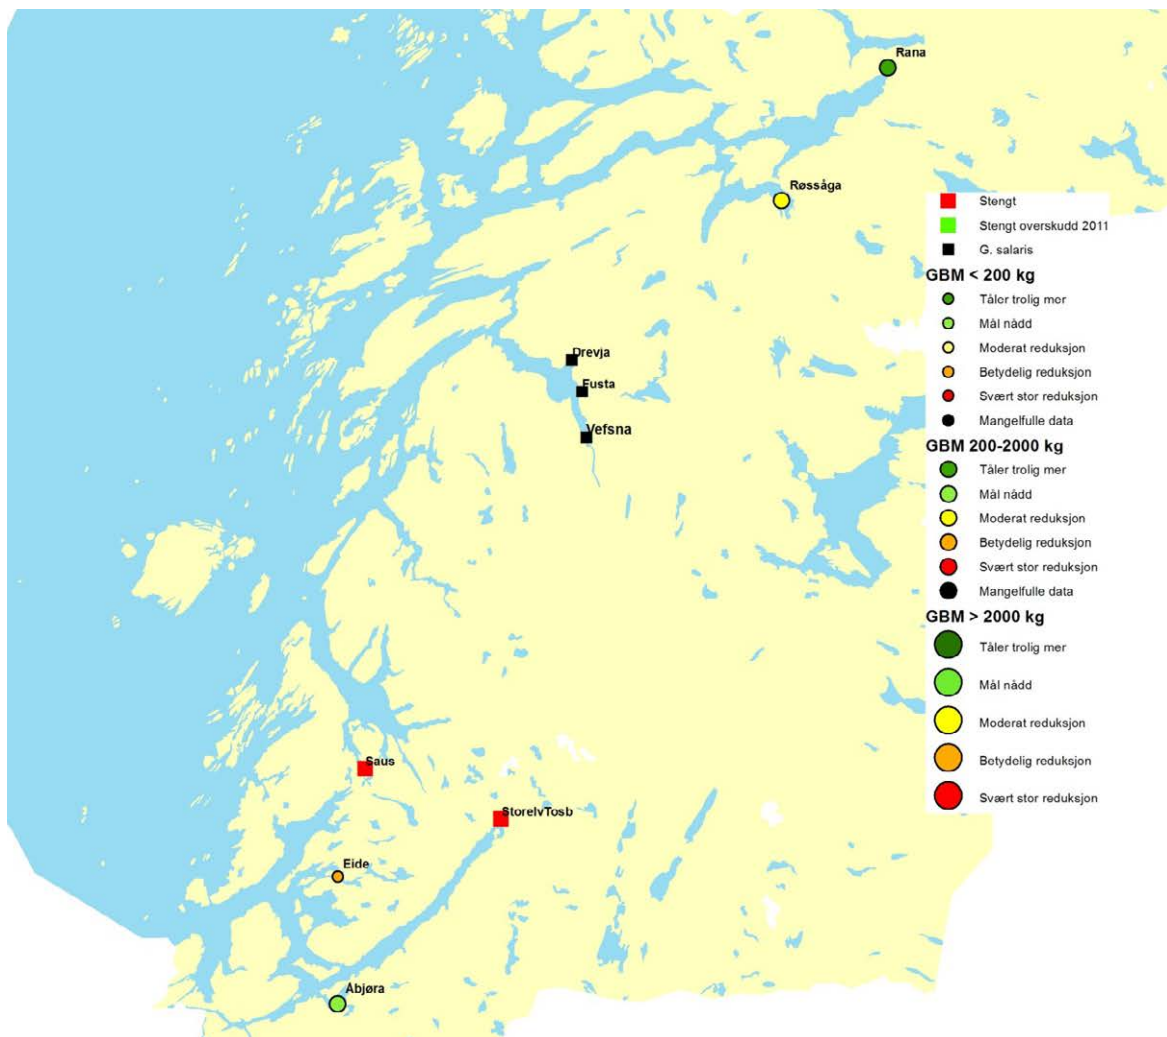 Rana
Røssåga
Drevja
Fusta
Vefsna
Saus
StorelvTosb
Eide
Åbjøra
Stengt
Stengt overskudd 2011
G. salaris
GBM < 200 kg
Tåler trolig mer
Mål nådd
Moderat reduksjon
Betydelig reduksjon
Svært stor reduksjon
Mangelfulle data
GBM 200-2000 kg
Tåler trolig mer
Mål nådd
Moderat reduksjon
Betydelig reduksjon
Svært stor reduksjon
Mangelfulle data
GBM > 2000 kg
Tåler trolig mer
Mål nådd
Moderat reduksjon
Betydelig reduksjon
Svært stor reduksjon